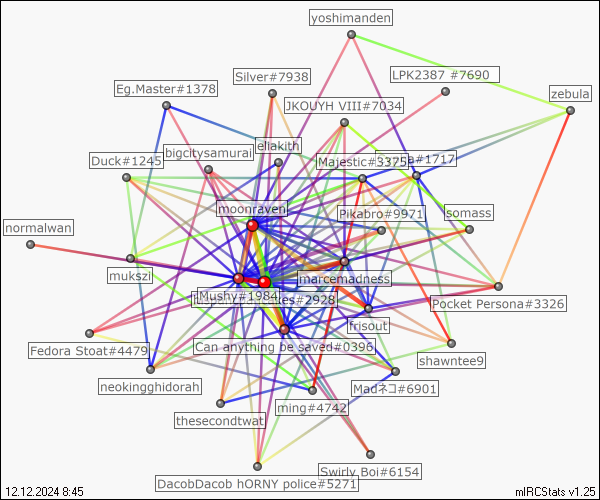 yoshimanden
LPK2387 #7690
Silver#7938
Eg.Master#1378
zebula
JKOUYH VIII#7034
eliakith
bigcitysamurai
Duck#1245
Majestic#3375
a#1717
moonraven
Pikabro#9971
somass
normalwan
mukszi
marcemadness
Mushy#1984
es#2928
Pocket Persona#3326
frisout
Can anything be saved#0396
Fedora Stoat#4479
shawntee9
neokingghidorah
Madネコ#6901
ming#4742
thesecondtwat
Swirly Boi#6154
DacobDacob hORNY police#5271
12.12.2024 8:45
mIRCStats v1.25